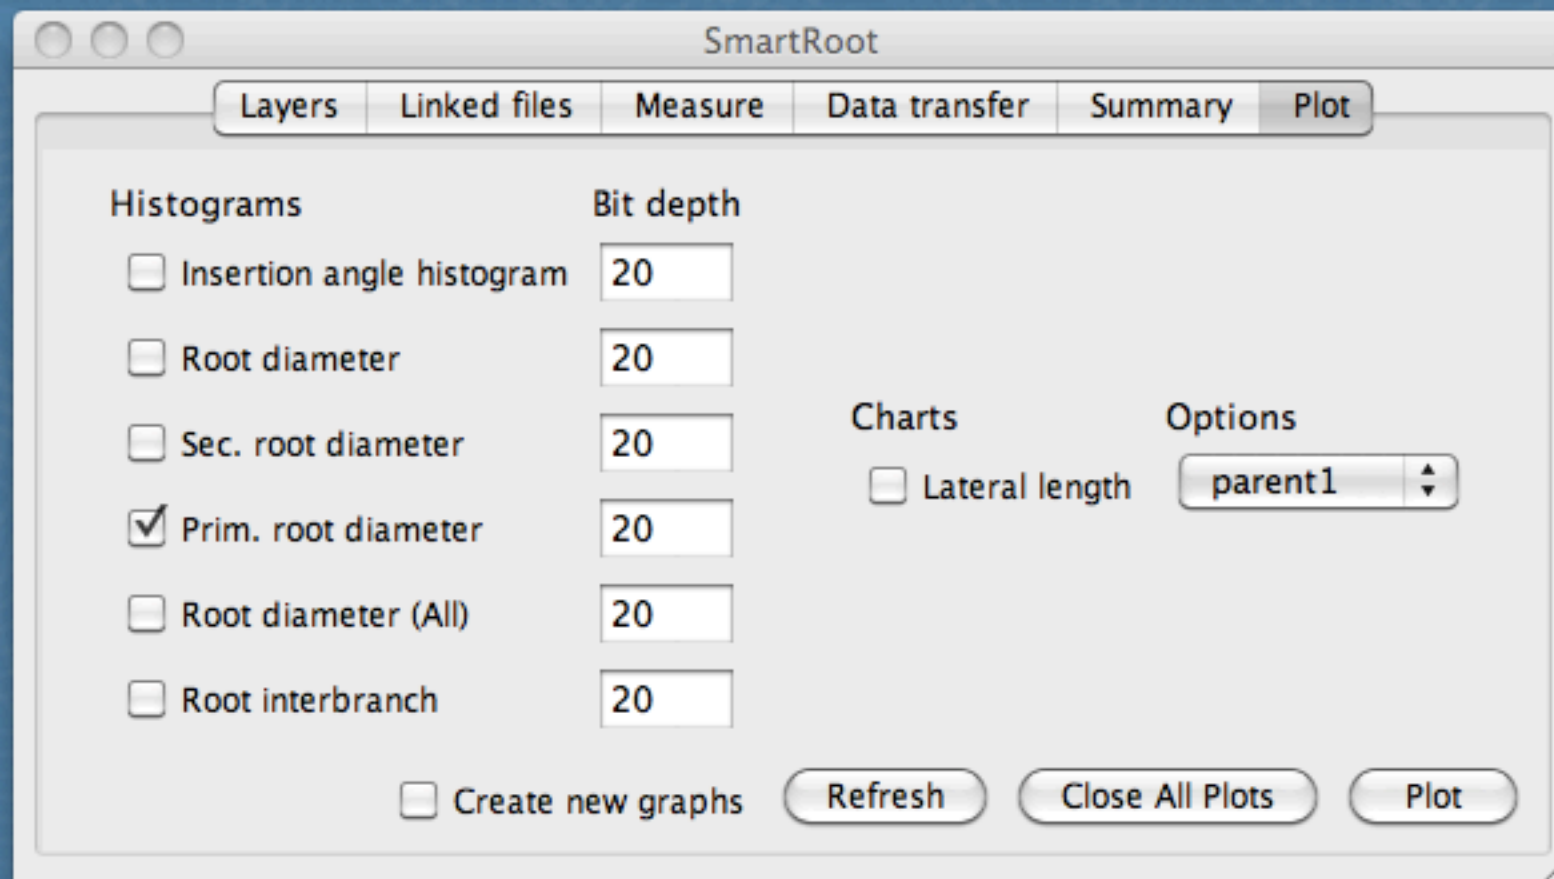 SmartRoot
Layers Linked files Measure Data transfer Summary Plot
Histograms Bit depth
Insertion angle histogram 20
Root diameter 20
Sec. root diameter 20
Prim. root diameter 20
Root diameter (All) 20
Root interbranch 20
Charts Options
Lateral length parent1
Create new graphs Refresh Close All Plots Plot